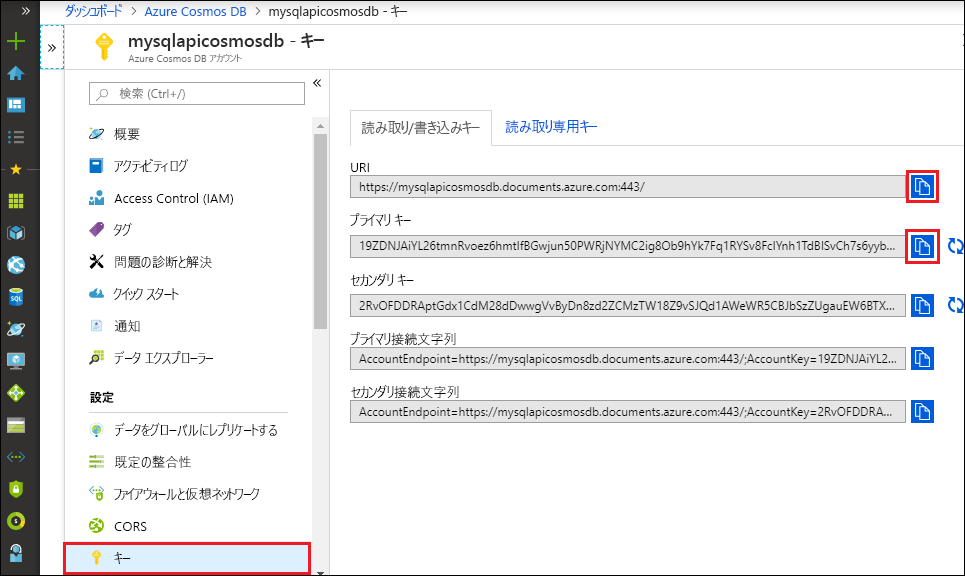 ダッシュボード > Azure Cosmos DB > mysqlapicosmosdb - キー
mysqlapicosmosdb - キー
Azure Cosmos DB アカウント
検索 (Ctrl+/)
概要
アクティビティログ
Access Control (IAM)
タグ
問題の診断と解決
クイック スタート
通知
データ エクスプローラー
設定
データをグローバルにレプリケートする
既定の整合性
ファイアウォールと仮想ネットワーク
CORS
キー
読み取り/書き込みキー
読み取り専用キー
URI
https://mysqlapicosmosdb.documents.azure.com:443/
プライマリ キー
19ZDNJAiYL26tmnRvoez6hmtIfBGwjun50PWRjNYMC2ig8Ob9hYk7Fq1RYSv8FcIYnh1TdBISvCh7s6yyb...
セカンダリ キー
2RvOFDDRAptGdx1CdM28dDwwgVvByDn8zd2ZCMzTW18Z9vSJQd1AWeWR5CBJbSzZUgauEW6BTX...
プライマリ接続文字列
AccountEndpoint=https://mysqlapicosmosdb.documents.azure.com:443/;AccountKey=19ZDNJAiYL2...
セカンダリ接続文字列
AccountEndpoint=https://mysqlapicosmosdb.documents.azure.com:443/;AccountKey=2RvOFDDRA...